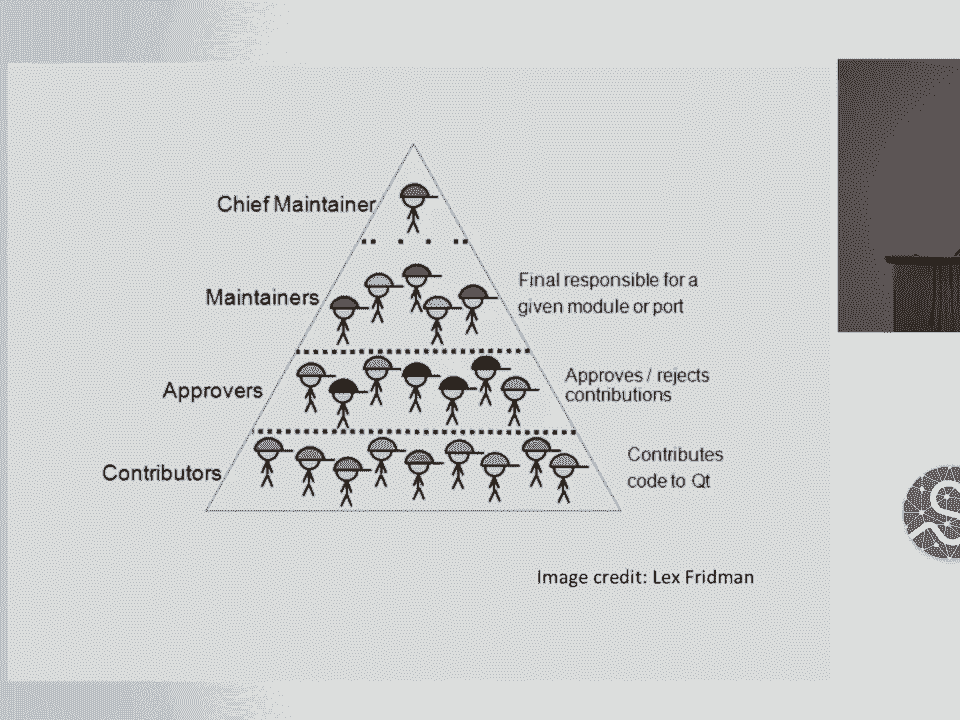 Chief Maintainer
Maintainers
Final responsible for a
given module or port
Approvers
Approves / rejects
contributions
Contributors
Contributes
code to Qt
Image credit: Lex Fridman